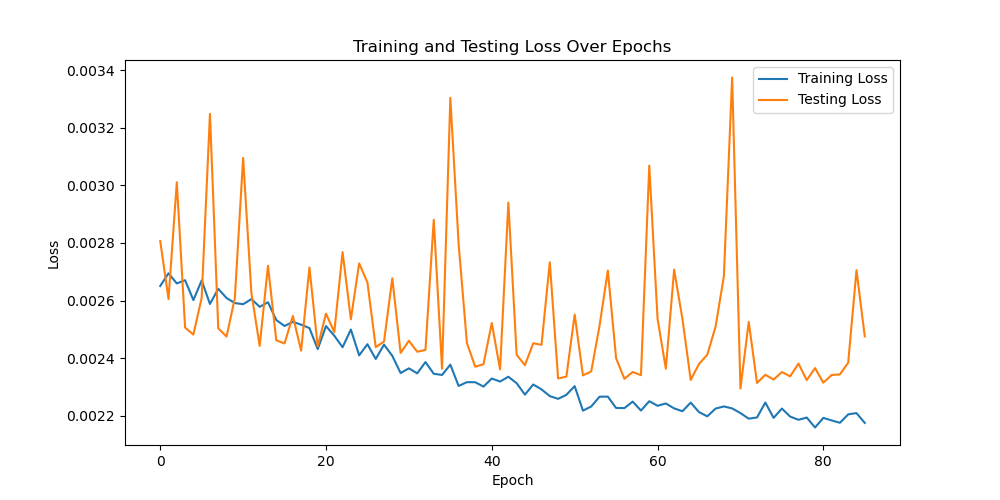 Training and Testing Loss Over Epochs
0.0034
0.0032
0.0030
0.0028
0.0026
0.0024
0.0022
Loss
Training Loss
Testing Loss
0 20 40 60 80
Epoch